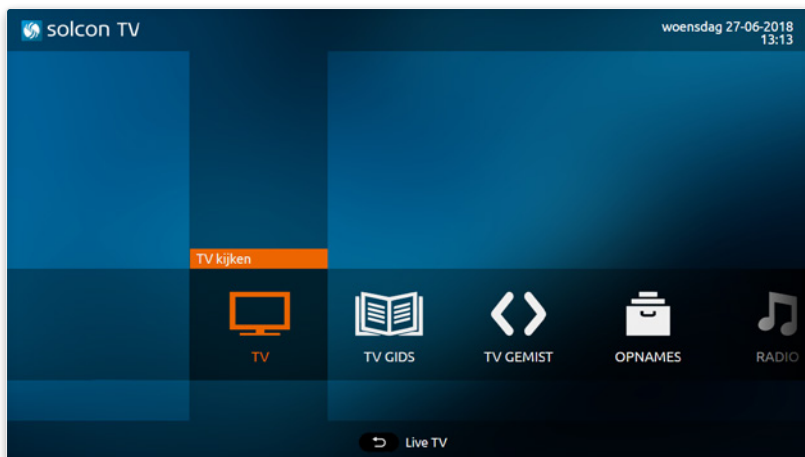 solcon TV
woensdag 27-06-2018
13:13
TV kijken
TV
TV GIDS
TV GEMIST
OPNAMES
RADIO
Live TV